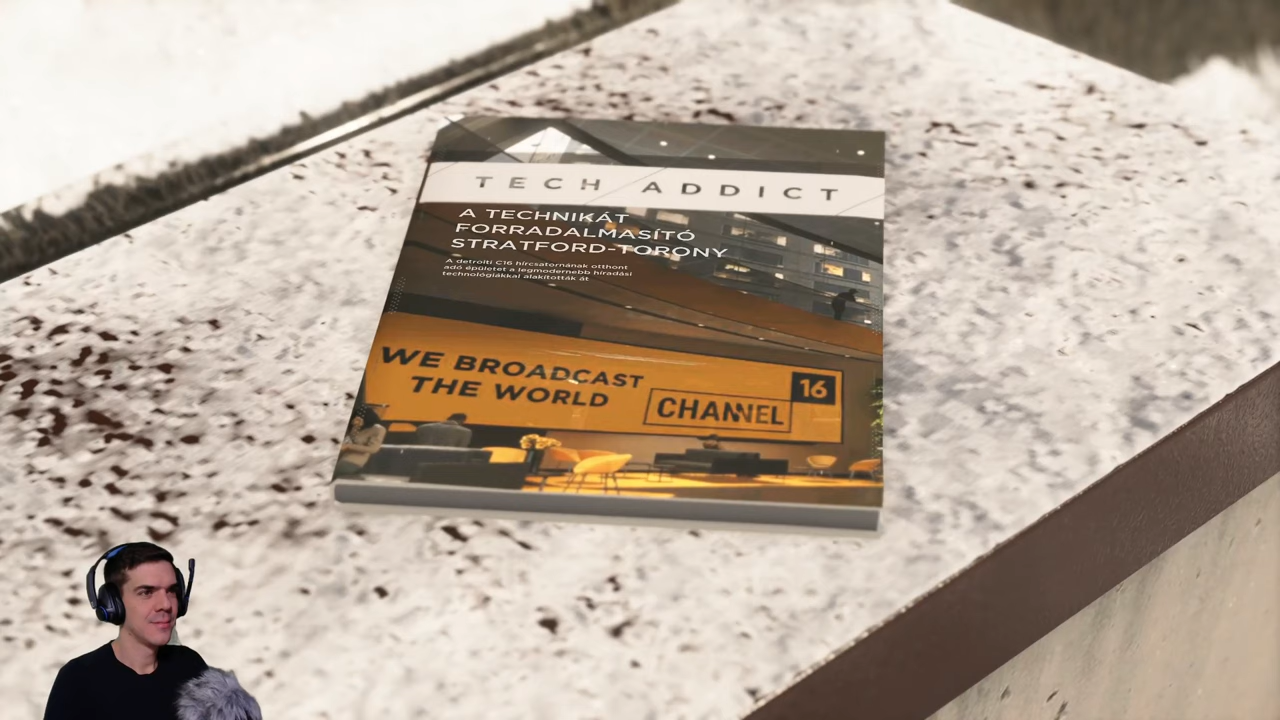 TECH ADDICT
A TECHNIKÁT
FORRADALMASÍTÓ
STRATFORD-TORONY
A detroiti C16 hírcsatornának otthont
adó épületet a legmodernebb híradási
technológiákkal alakították át
WE BROADCAST
THE WORLD
16
CHANNEL